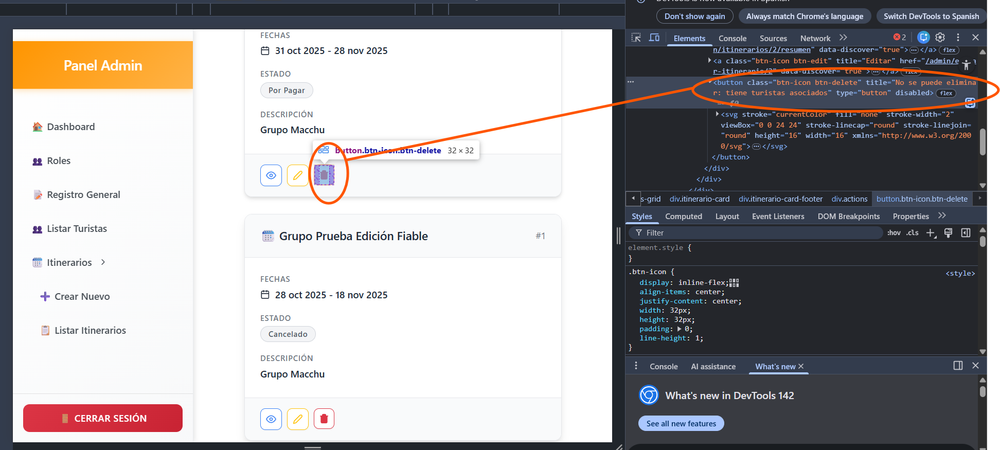 DevTools is now available in Spanish
Don't show again
Always match Chrome's language
Switch DevTools to Spanish
Elements
Console
Sources
Network
2
n/itinerarios/2/resumen" data-discover="true"></a> flex
<a class="btn-icon btn-edit" title="Editar" href="/admin/e
r-itinerario/2" data-discover="true"></a> flex
<button class="btn-icon btn-delete" title="No se puede elimina
r: tiene turistas asociados" type="button" disabled> flex
== $0
<svg stroke="currentColor" fill="none" stroke-width="2"
viewBox="0 0 24 24" stroke-linecap="round" stroke-linejoin=
"round" height="16" width="16" xmlns="http://www.w3.org/200
0/svg"></svg>
</button>
</div>
</div>
</div>
s-grid
div.itinerario-card
div.itinerario-card-footer
div.actions
button.btn-icon.btn-delete
Styles
Computed
Layout
Event Listeners
DOM Breakpoints
Properties
Filter
:hov
.cls
element.style {
}
.btn-icon {
<style>
display: inline-flex;
align-items: center;
justify-content: center;
width: 32px;
height: 32px;
padding: 0;
line-height: 1;
}
Console
AI assistance
What's new
What's new in DevTools 142
See all new features
Panel Admin
Dashboard
Roles
Registro General
Listar Turistas
Itinerarios
Crear Nuevo
Listar Itinerarios
CERRAR SESIÓN
FECHAS
31 oct 2025 - 28 nov 2025
ESTADO
Por Pagar
DESCRIPCIÓN
Grupo Macchu
button.btn-icon.btn-delete 32 × 32
Grupo Prueba Edición Fiable
#1
FECHAS
28 oct 2025 - 18 nov 2025
ESTADO
Cancelado
DESCRIPCIÓN
Grupo Macchu